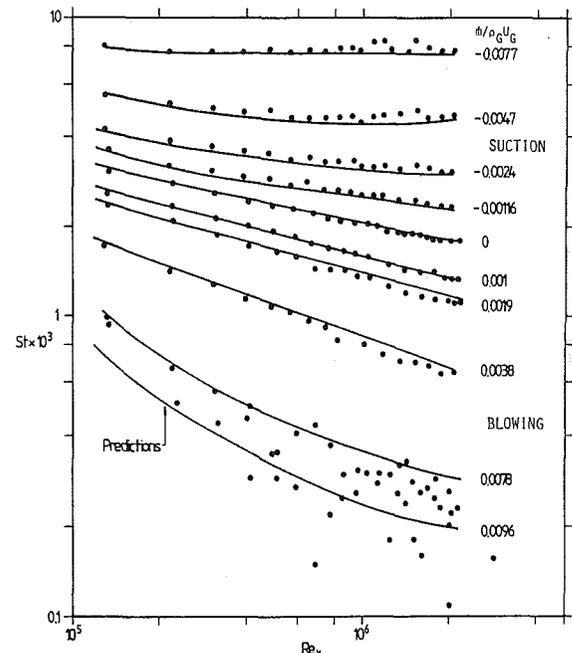 10
ṁ/ρGUG
-0.0077
-0.0047
SUCTION
-0.0024
-0.00116
0
0.001
0.0019
1
St×10³
0.0038
BLOWING
Predictions
0.0078
0.0096
0.1
10⁵
10⁶
Reₓ